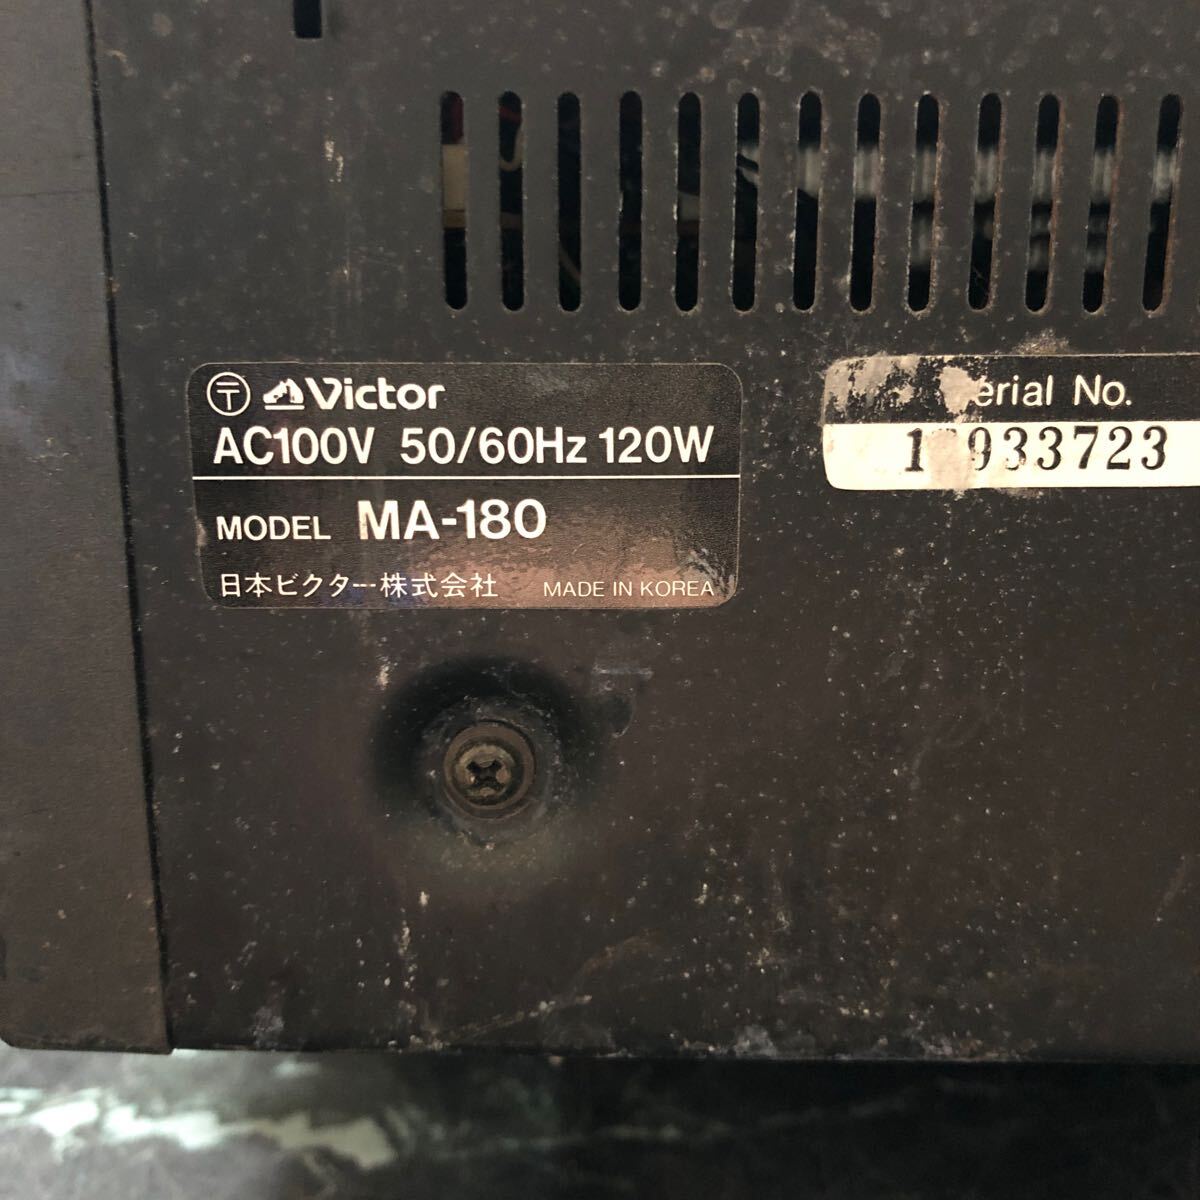 〒 Victor
AC100V 50/60Hz 120W
MODEL MA-180
日本ビクター株式会社 MADE IN KOREA
erial No.
1 933723